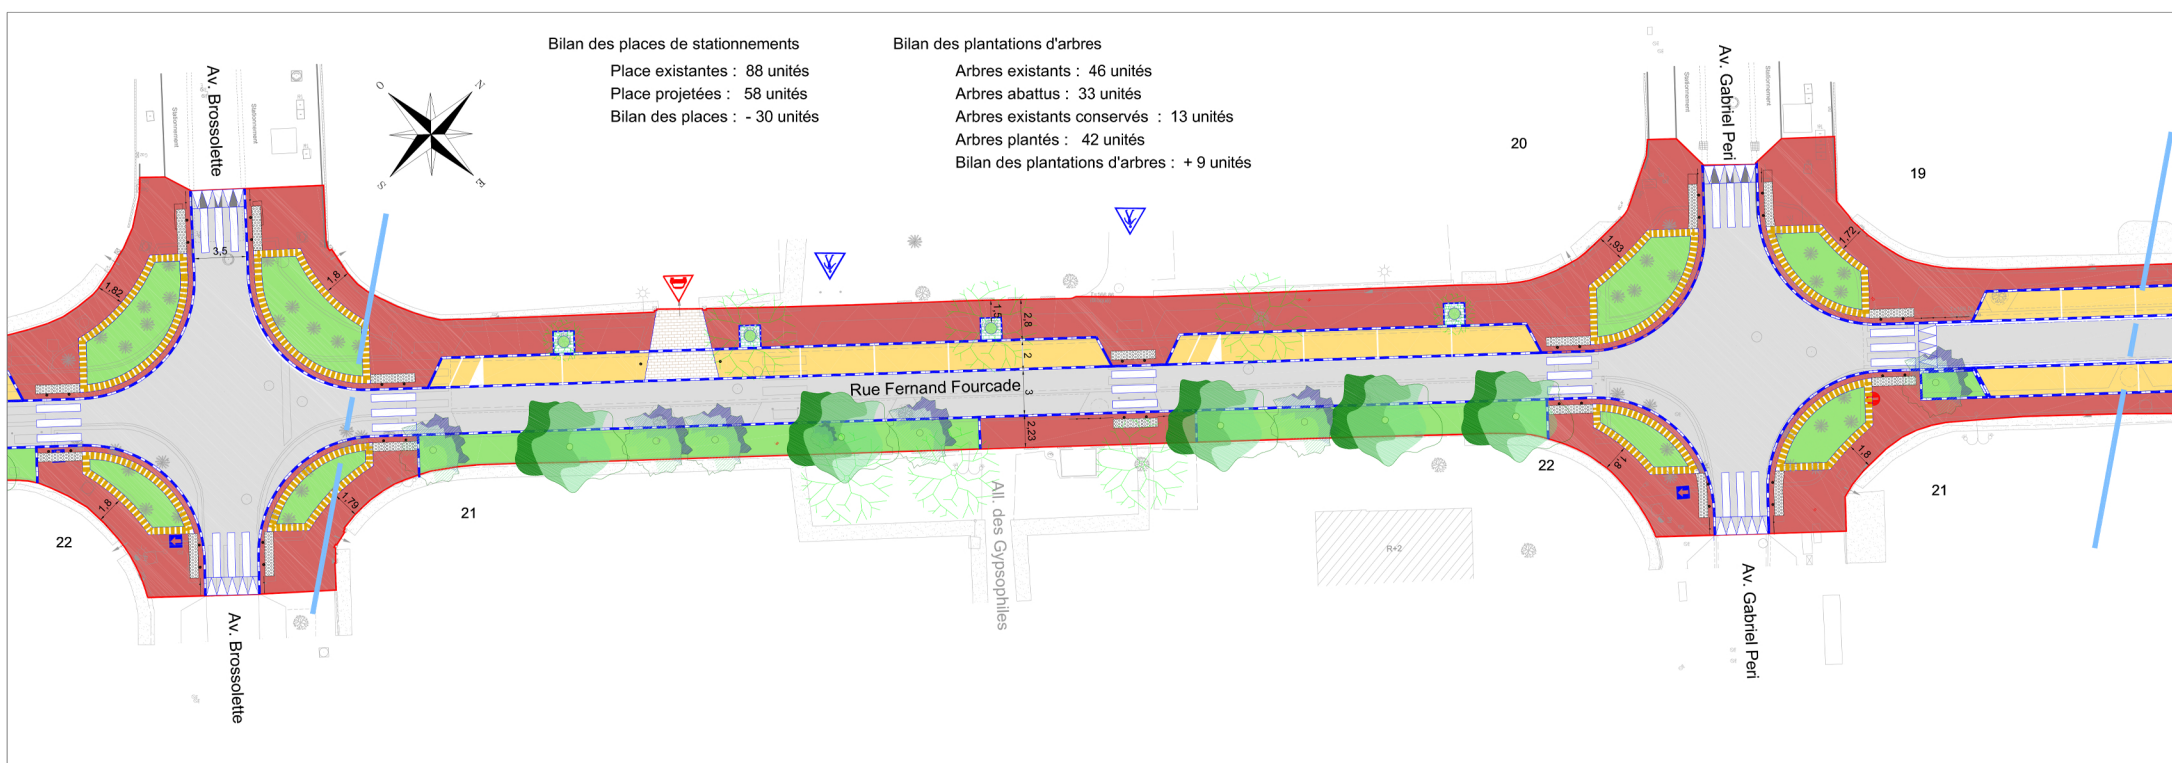 Bilan des places de stationnements
Place existantes : 88 unités
Place projetées : 58 unités
Bilan des places : - 30 unités
Bilan des plantations d'arbres
Arbres existants : 46 unités
Arbres abattus : 33 unités
Arbres existants conservés : 13 unités
Arbres plantés : 42 unités
Bilan des plantations d'arbres : + 9 unités
Av. Brossolette
Stationnement
Stationnement
O
N
S
E
Av. Gabriel Peri
Stationnement
Stationnement
20
19
3,5
1,82
1,8
1,93
1,72
1,5
2,8
2
Rue Fernand Fourcade
3
2,23
1,8
1,79
1,8
1,8
22
21
22
21
All. des Gypsophiles
R+2
Av. Brossolette
Av. Gabriel Peri